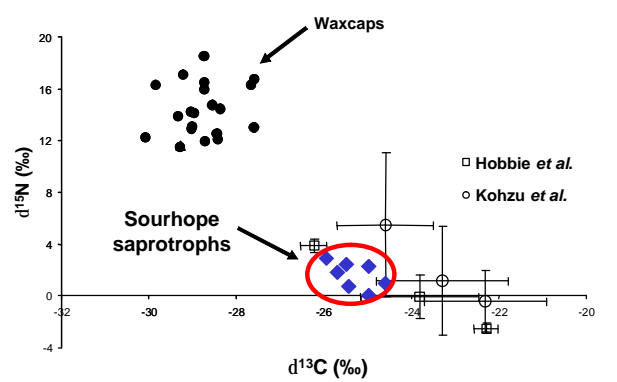 Waxcaps
20
16
12
8
4
0
-4
d15N (‰)
Hobbie et al.
Kohzu et al.
Sourhope
saprotrophs
-32 -30 -28 -26 -24 -22 -20
d13C (‰)